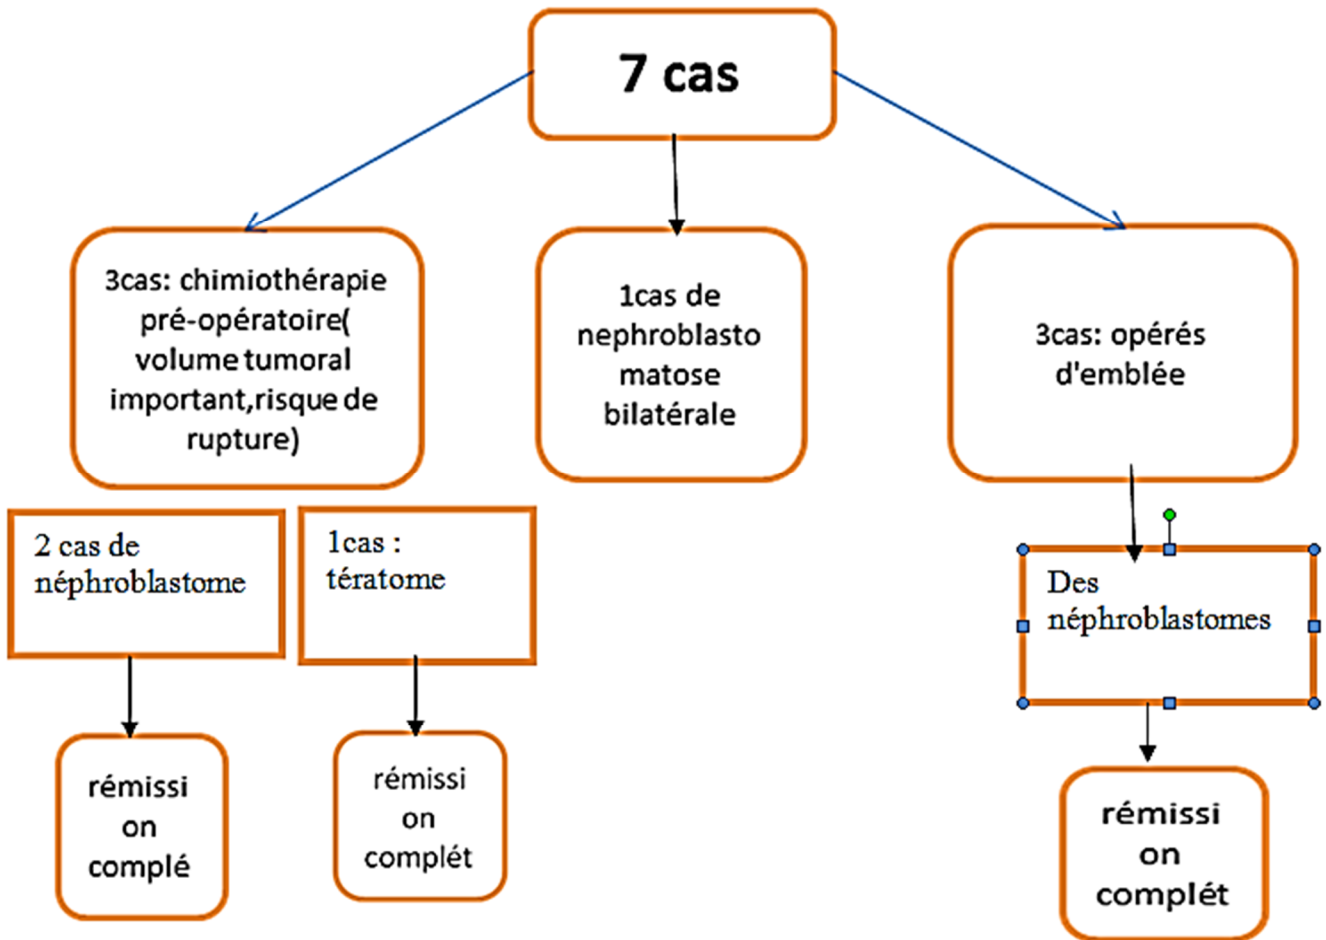 7 cas
3cas: chimiothérapie
pré-opératoire(
volume tumoral
important,risque de
rupture)
1cas de
nephroblasto
matose
bilatérale
3cas: opérés
d'emblée
2 cas de
néphroblastome
1cas :
tératome
Des
néphroblastomes
rémissi
on
complé
rémissi
on
complét
rémissi
on
complét